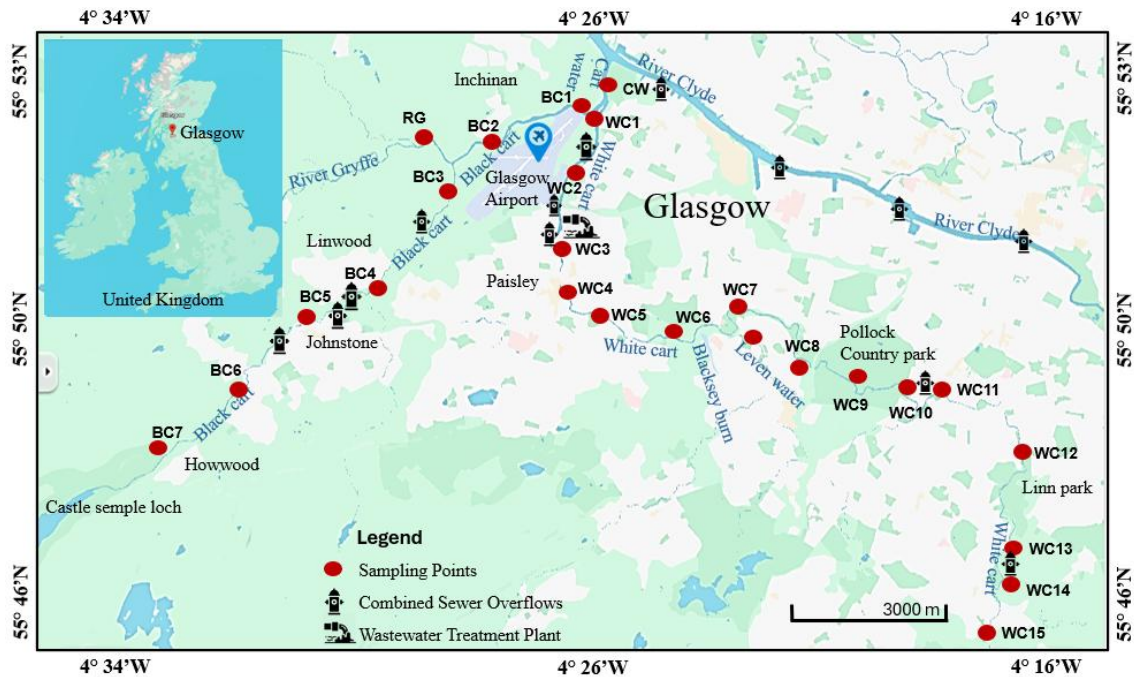 4° 34’W
4° 26’W
4° 16’W
55° 53’N
55° 53’N
Inchinan
Cart
water
River Clyde
CW
BC1
WC1
RG
BC2
Black cart
Glasgow
River Gryffe
BC3
Glasgow
Airport
WC2
White cart
Glasgow
River Clyde
Linwood
Black cart
WC3
Paisley
United Kingdom
BC4
BC5
WC4
WC7
55° 50’N
55° 50’N
Johnstone
WC5
WC6
White cart
Pollock
Country park
Blacksey burn
Leven water
WC8
BC6
WC9
WC10
WC11
Black cart
BC7
Howwood
WC12
Linn park
Castle semple loch
Legend
Sampling Points
Combined Sewer Overflows
Wastewater Treatment Plant
3000 m
White cart
WC13
WC14
WC15
55° 46’N
55° 46’N
4° 34’W
4° 26’W
4° 16’W